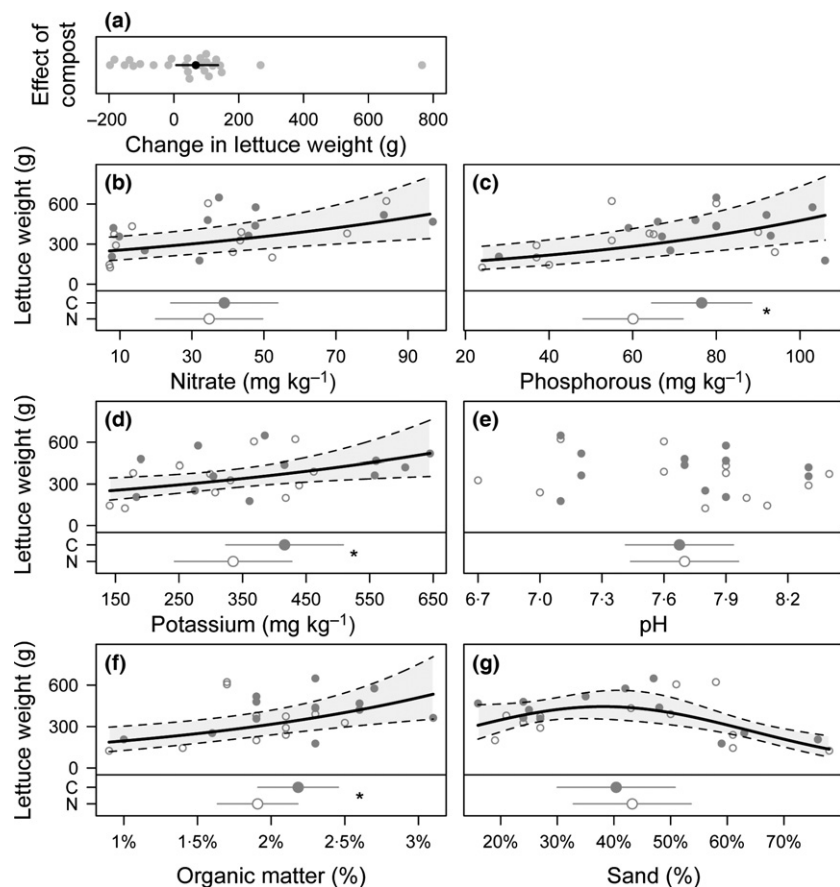 (a)
Effect of
compost
−200 0 200 400 600 800
Change in lettuce weight (g)
(b)
Lettuce weight (g)
600
300
0
C
N
10 30 50 70 90
Nitrate (mg kg−1)
(c)
C
N
*
20 40 60 80 100
Phosphorous (mg kg−1)
(d)
Lettuce weight (g)
600
300
0
C
N
*
150 250 350 450 550 650
Potassium (mg kg−1)
(e)
C
N
6·7 7·0 7·3 7·6 7·9 8·2
pH
(f)
Lettuce weight (g)
600
300
0
C
N
*
1% 1·5% 2% 2·5% 3%
Organic matter (%)
(g)
C
N
20% 30% 40% 50% 60% 70%
Sand (%)